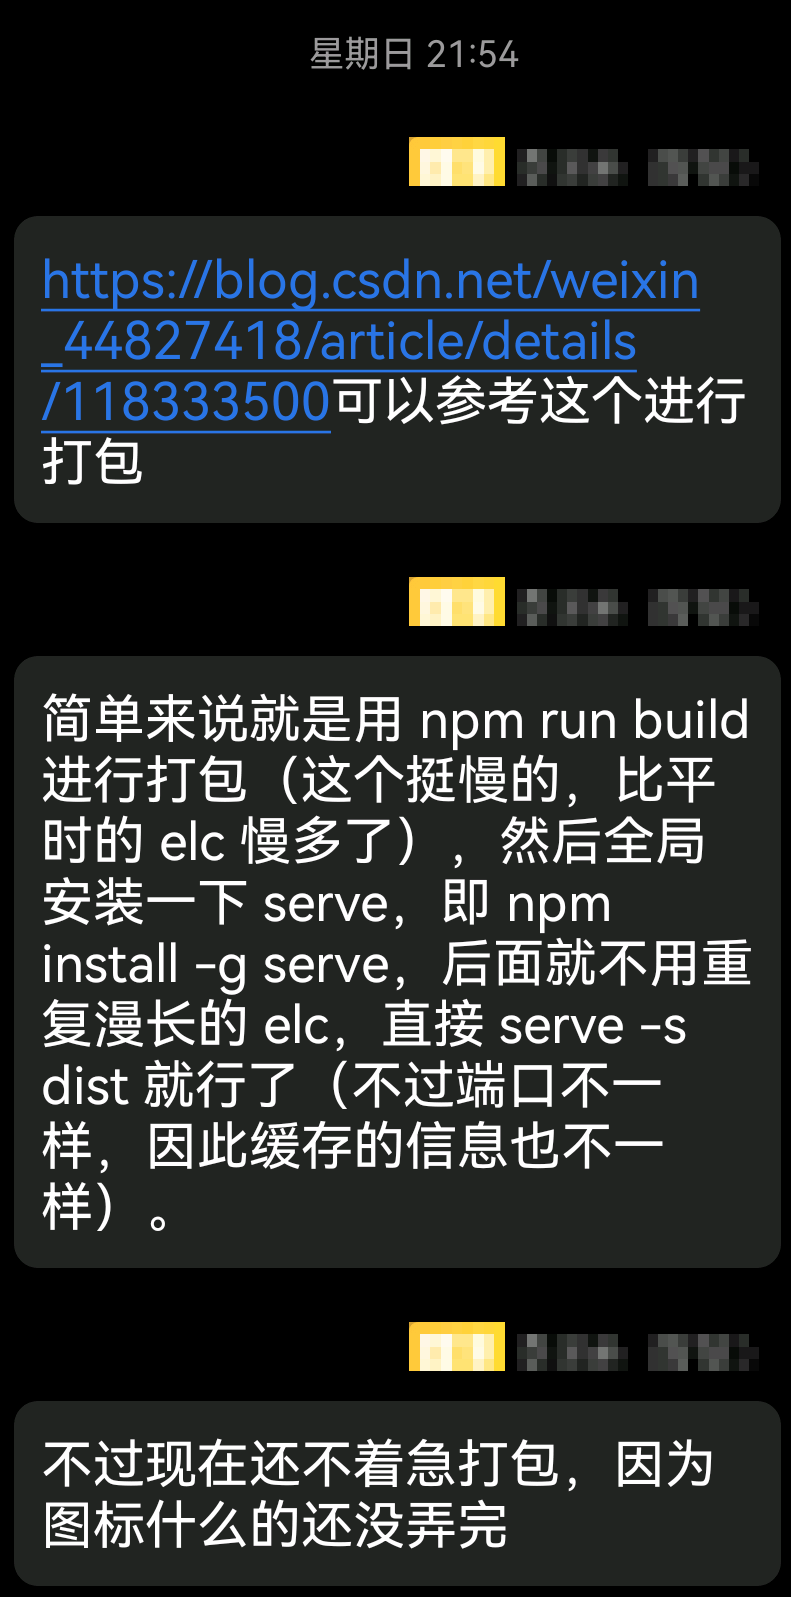 星期日 21:54
https://blog.csdn.net/weixin
_44827418/article/details
/118333500可以参考这个进行
打包
简单来说就是用 npm run build
进行打包（这个挺慢的，比平
时的 elc 慢多了），然后全局
安装一下 serve，即 npm
install -g serve，后面就不用重
复漫长的 elc，直接 serve -s
dist 就行了（不过端口不一
样，因此缓存的信息也不一
样）。
不过现在还不着急打包，因为
图标什么的还没弄完